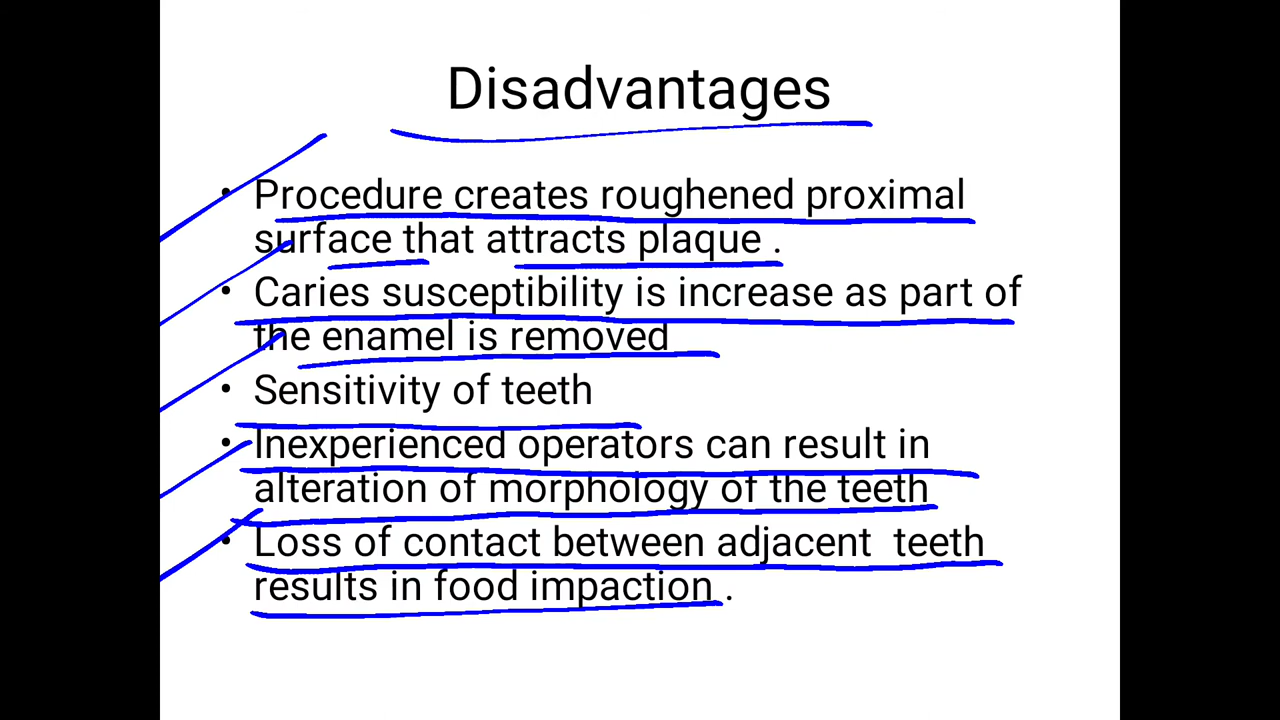 Disadvantages
• Procedure creates roughened proximal
surface that attracts plaque .
• Caries susceptibility is increase as part of
the enamel is removed
• Sensitivity of teeth
• Inexperienced operators can result in
alteration of morphology of the teeth
• Loss of contact between adjacent  teeth
results in food impaction .